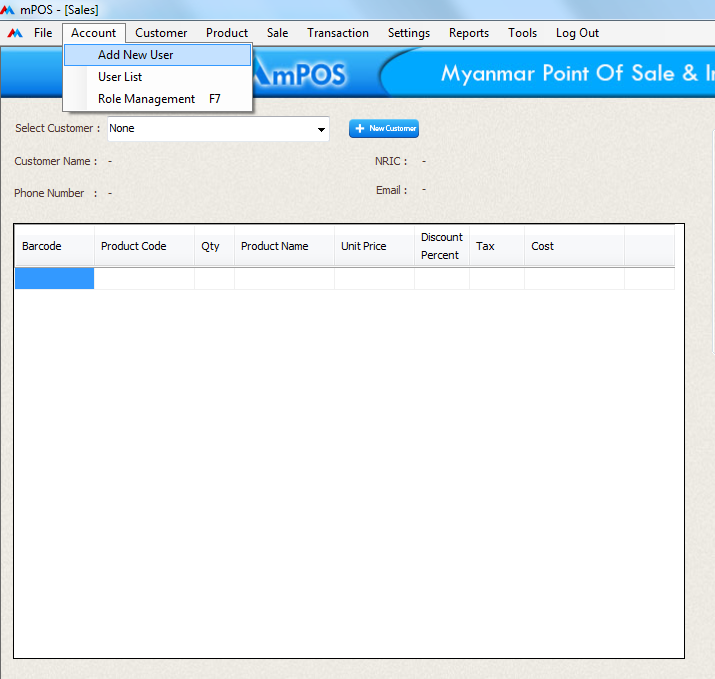 mPOS - [Sales]
File Account Customer Product Sale Transaction Settings Reports Tools Log Out
Add New User
User List
Role Management F7
mPOS
Myanmar Point Of Sale &
Select Customer : None
New Customer
Customer Name : -
NRIC : -
Phone Number : -
Email : -
Barcode Product Code Qty Product Name Unit Price Discount Percent Tax Cost